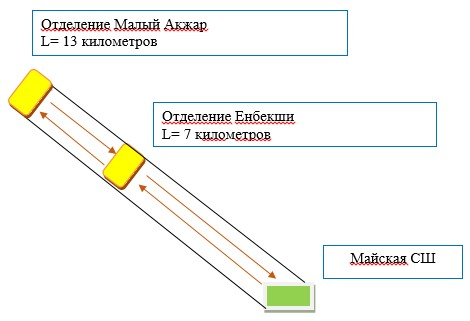 Отделение Малый Акжар
L= 13 километров
Отделение Енбекши
L= 7 километров
Майская СШ